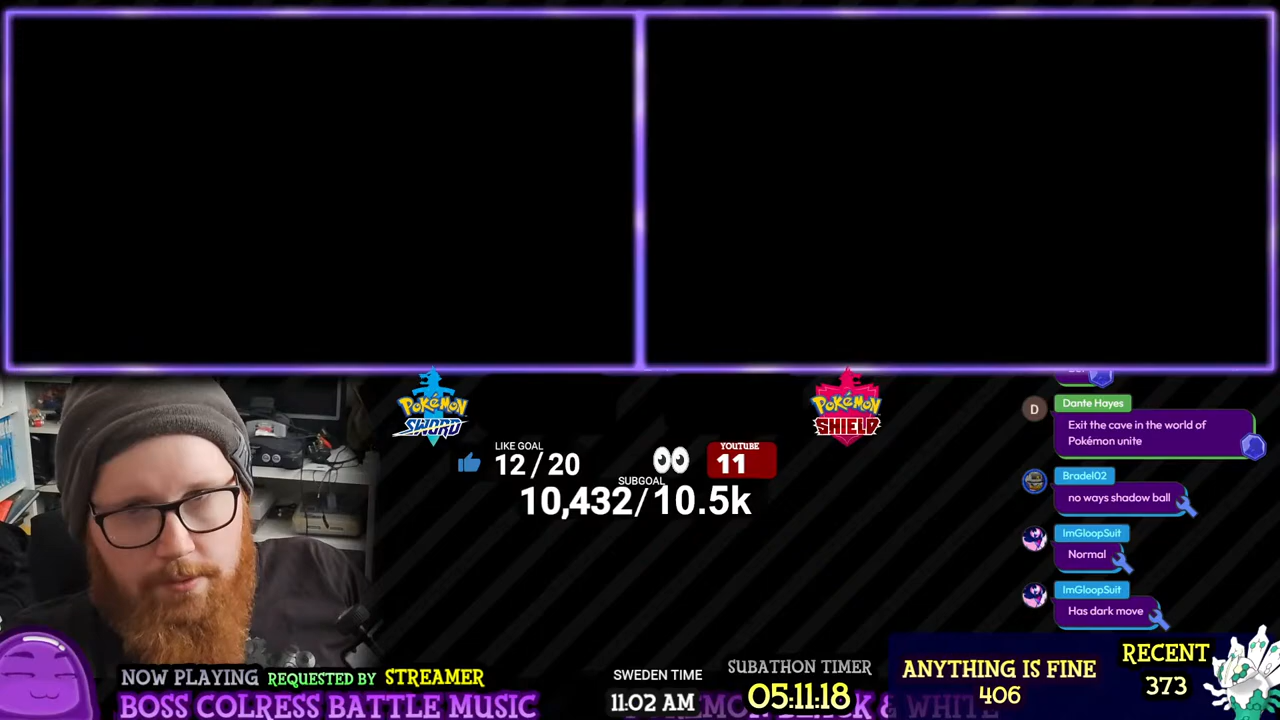 POKÉMON
SWORD
POKÉMON
SHIELD
LIKE GOAL
12/20
YOUTUBE
11
SUBGOAL
10,432/10.5k
D
Dante Hayes
Exit the cave in the world of
Pokémon unite
Bradel02
no ways shadow ball
ImGloopSuit
Normal
ImGloopSuit
Has dark move
NOW PLAYING REQUESTED BY STREAMER
BOSS COLRESS BATTLE MUSIC
& WHITE
SWEDEN TIME
11:02 AM
SUBATHON TIMER
05:11:18
ANYTHING IS FINE
406
RECENT
373